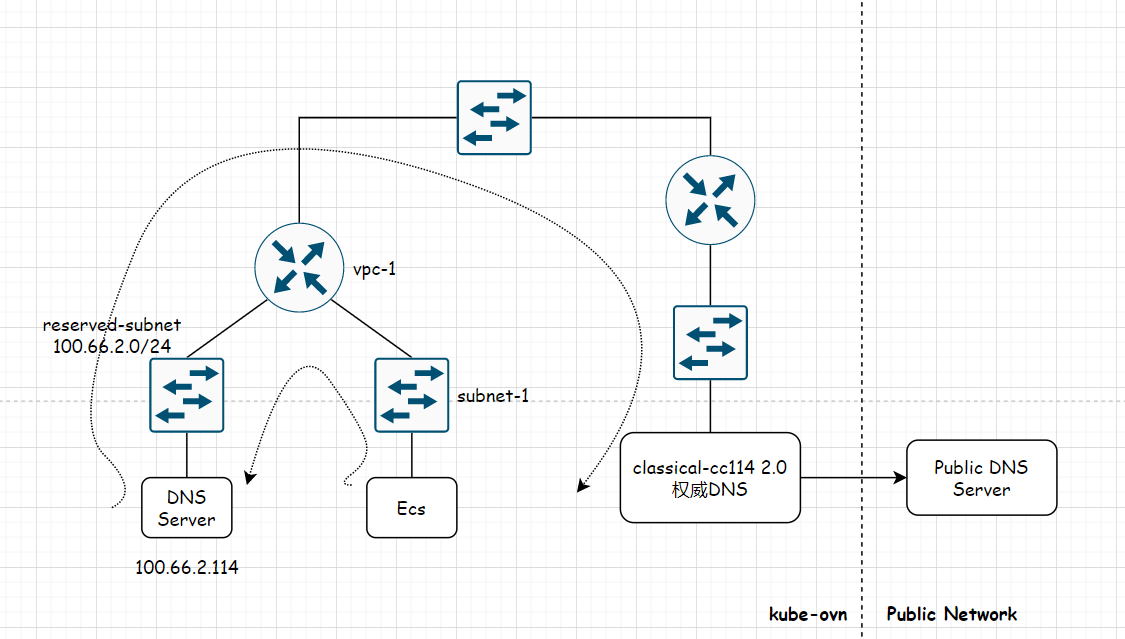 vpc-1
reserved-subnet
100.66.2.0/24
subnet-1
DNS
Server
100.66.2.114
Ecs
classical-cc114 2.0
权威DNS
Public DNS
Server
kube-ovn
Public Network